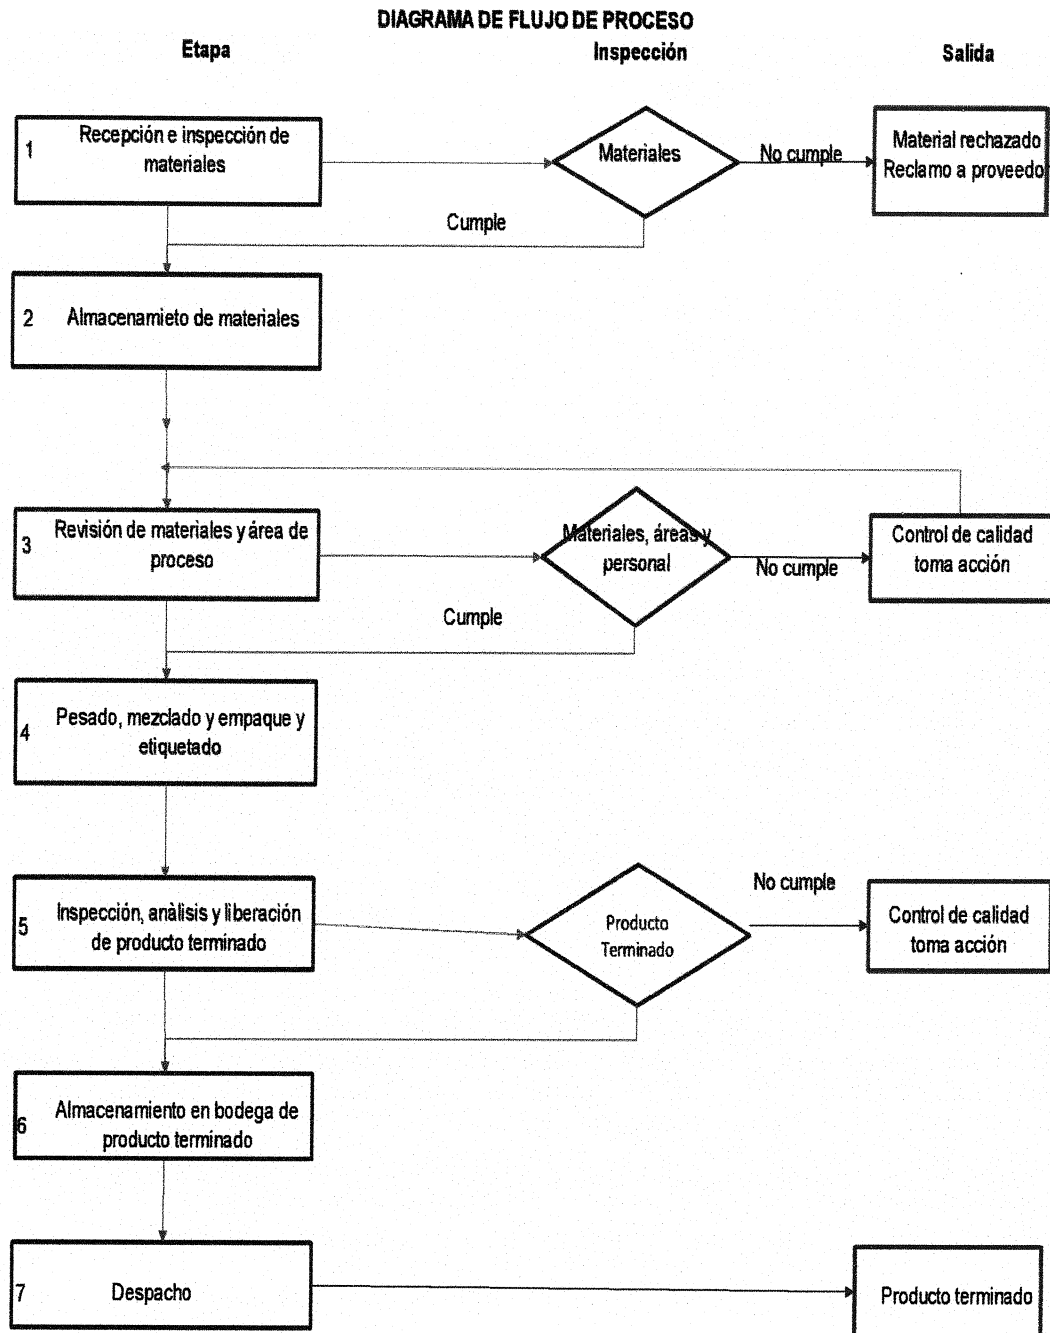 DIAGRAMA DE FLUJO DE PROCESO
Etapa
Inspección
Salida
1
Recepción e inspección de
materiales
Materiales
No cumple
Material rechazado
Reclamo a proveedo
Cumple
2
Almacenamieto de materiales
3
Revisión de materiales y área de
proceso
Materiales, áreas y
personal
No cumple
Control de calidad
toma acción
Cumple
4
Pesado, mezclado y empaque y
etiquetado
5
Inspección, anàlisis y liberación
de producto terminado
Producto
Terminado
No cumple
Control de calidad
toma acción
6
Almacenamiento en bodega de
producto terminado
7
Despacho
Producto terminado